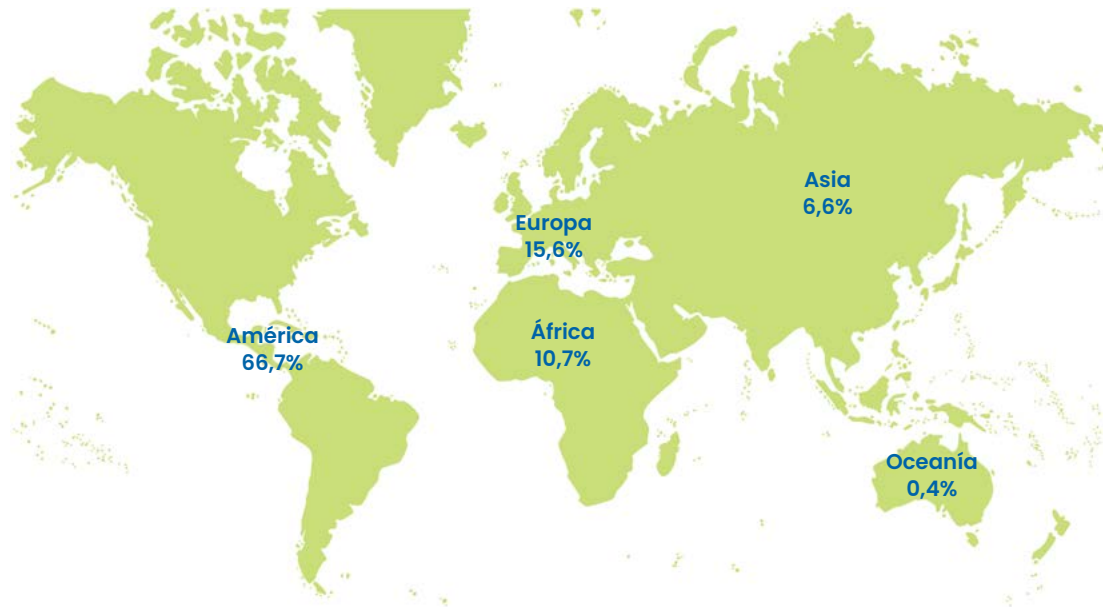 Asia
6,6%
Europa
15,6%
América
66,7%
África
10,7%
Oceanía
0,4%